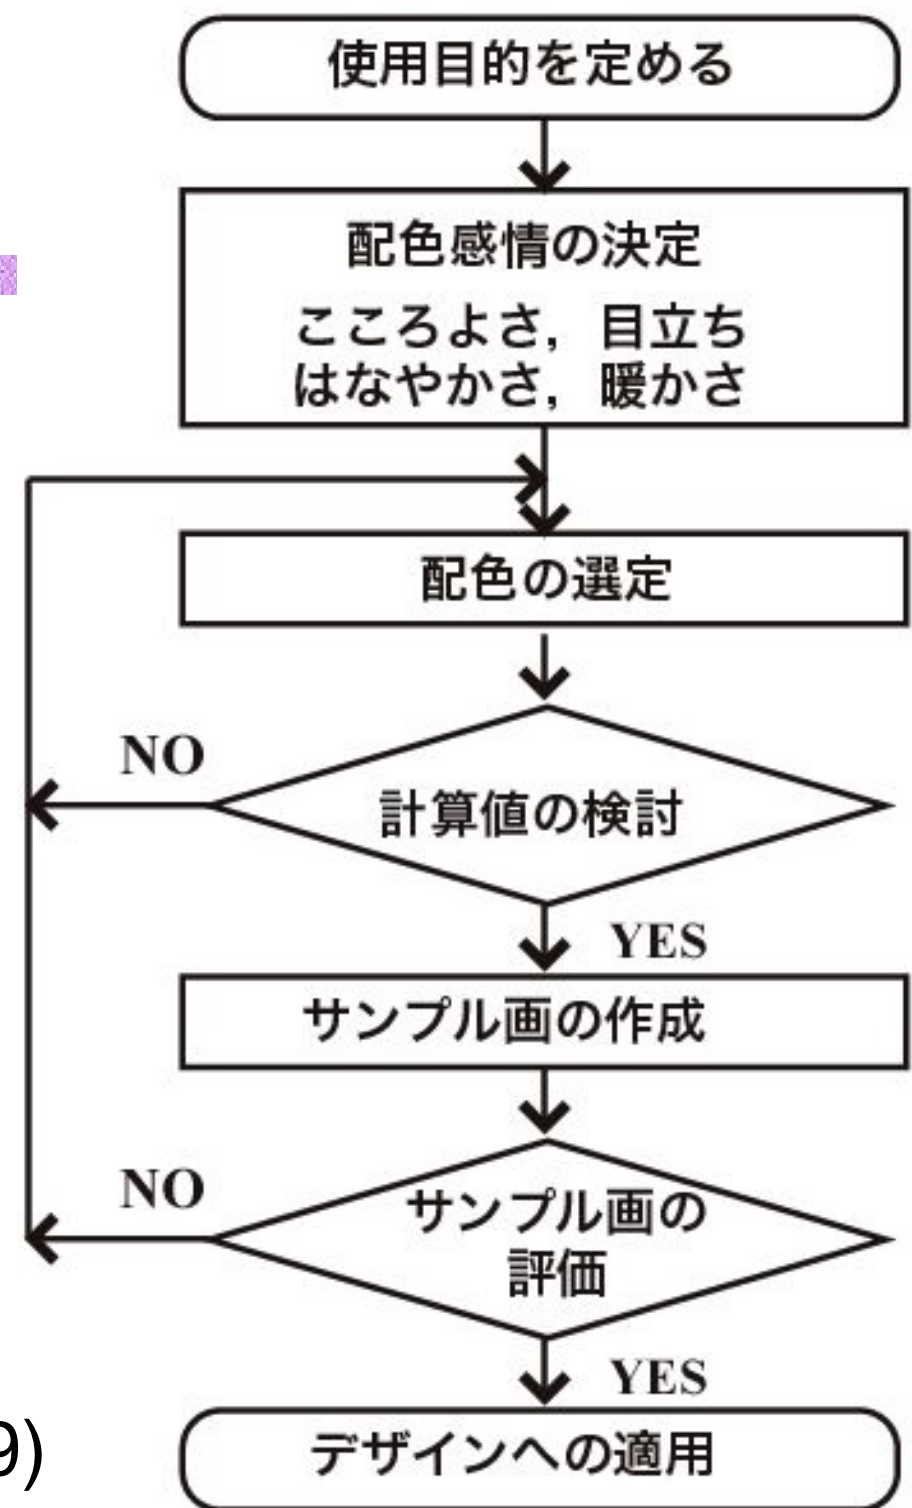 使用目的を定める
配色感情の決定
こころよさ，目立ち
はなやかさ，暖かさ
配色の選定
NO
計算値の検討
YES
サンプル画の作成
NO
サンプル画の
評価
YES
9)
デザインへの適用